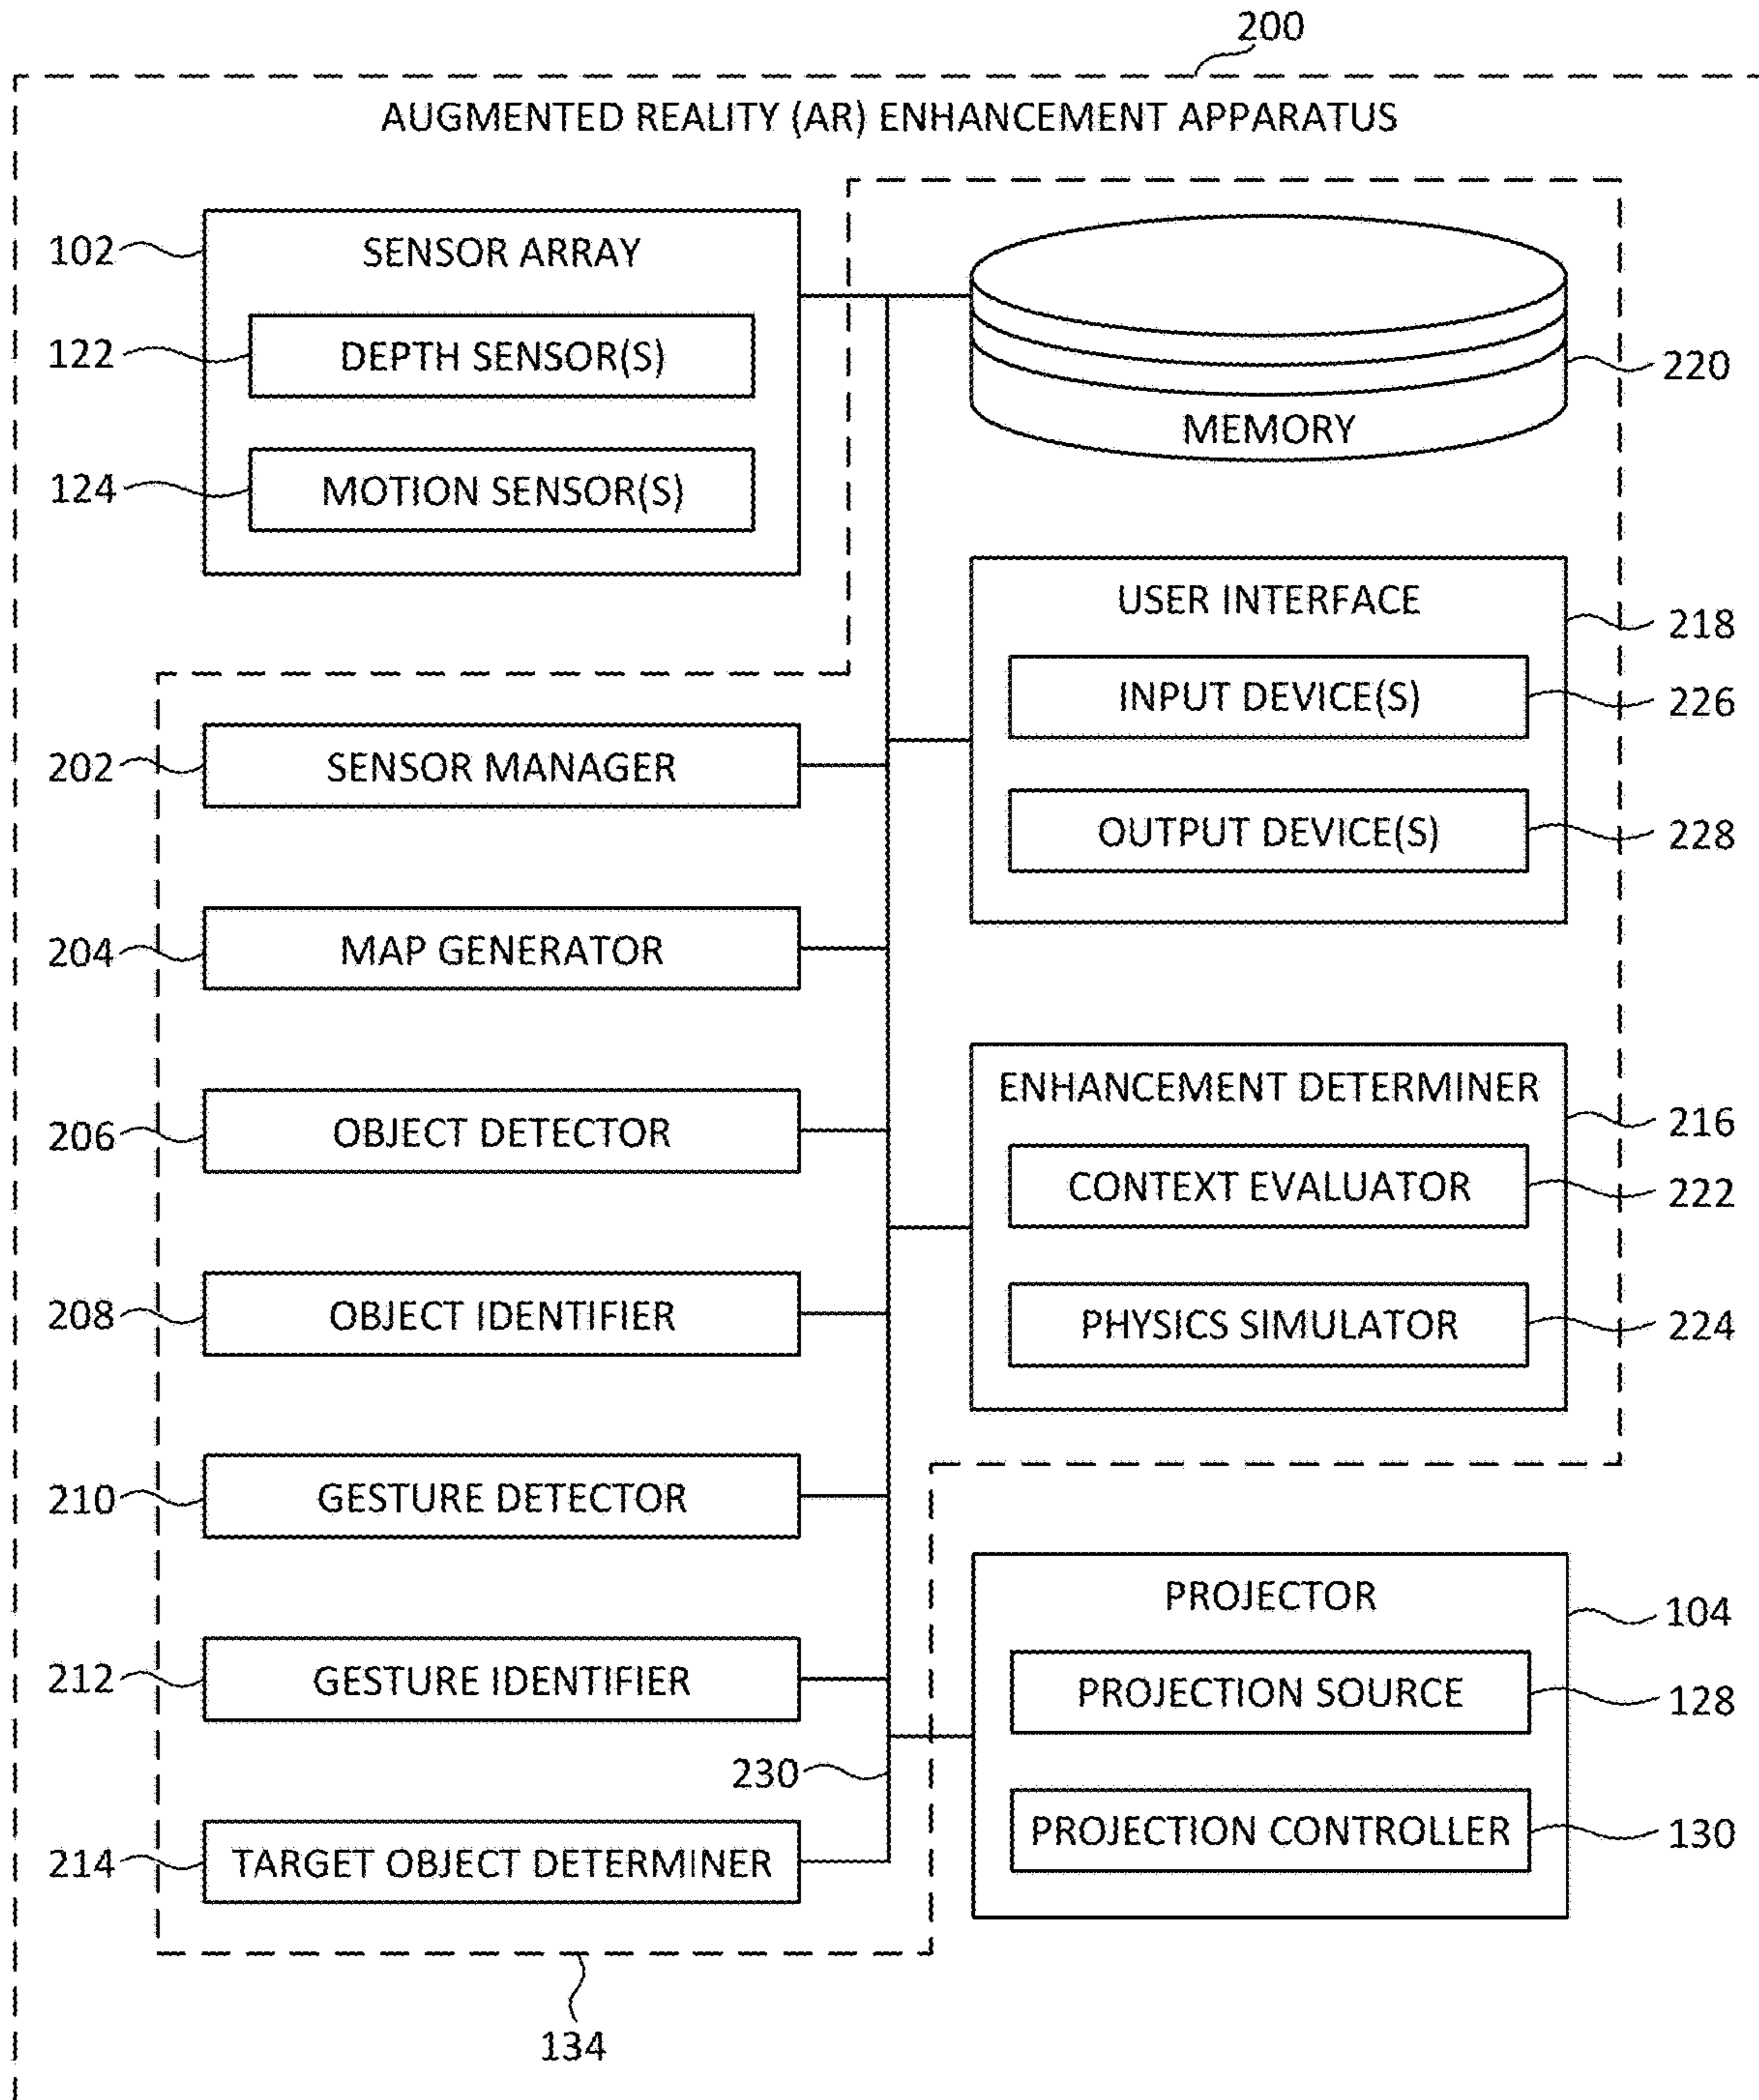 200
AUGMENTED REALITY (AR) ENHANCEMENT APPARATUS
102
SENSOR ARRAY
122
DEPTH SENSOR(S)
124
MOTION SENSOR(S)
220
MEMORY
USER INTERFACE
218
INPUT DEVICE(S)
226
OUTPUT DEVICE(S)
228
202
SENSOR MANAGER
204
MAP GENERATOR
206
OBJECT DETECTOR
208
OBJECT IDENTIFIER
210
GESTURE DETECTOR
212
GESTURE IDENTIFIER
230
214
TARGET OBJECT DETERMINER
134
ENHANCEMENT DETERMINER
216
CONTEXT EVALUATOR
222
PHYSICS SIMULATOR
224
PROJECTOR
104
PROJECTION SOURCE
128
PROJECTION CONTROLLER
130